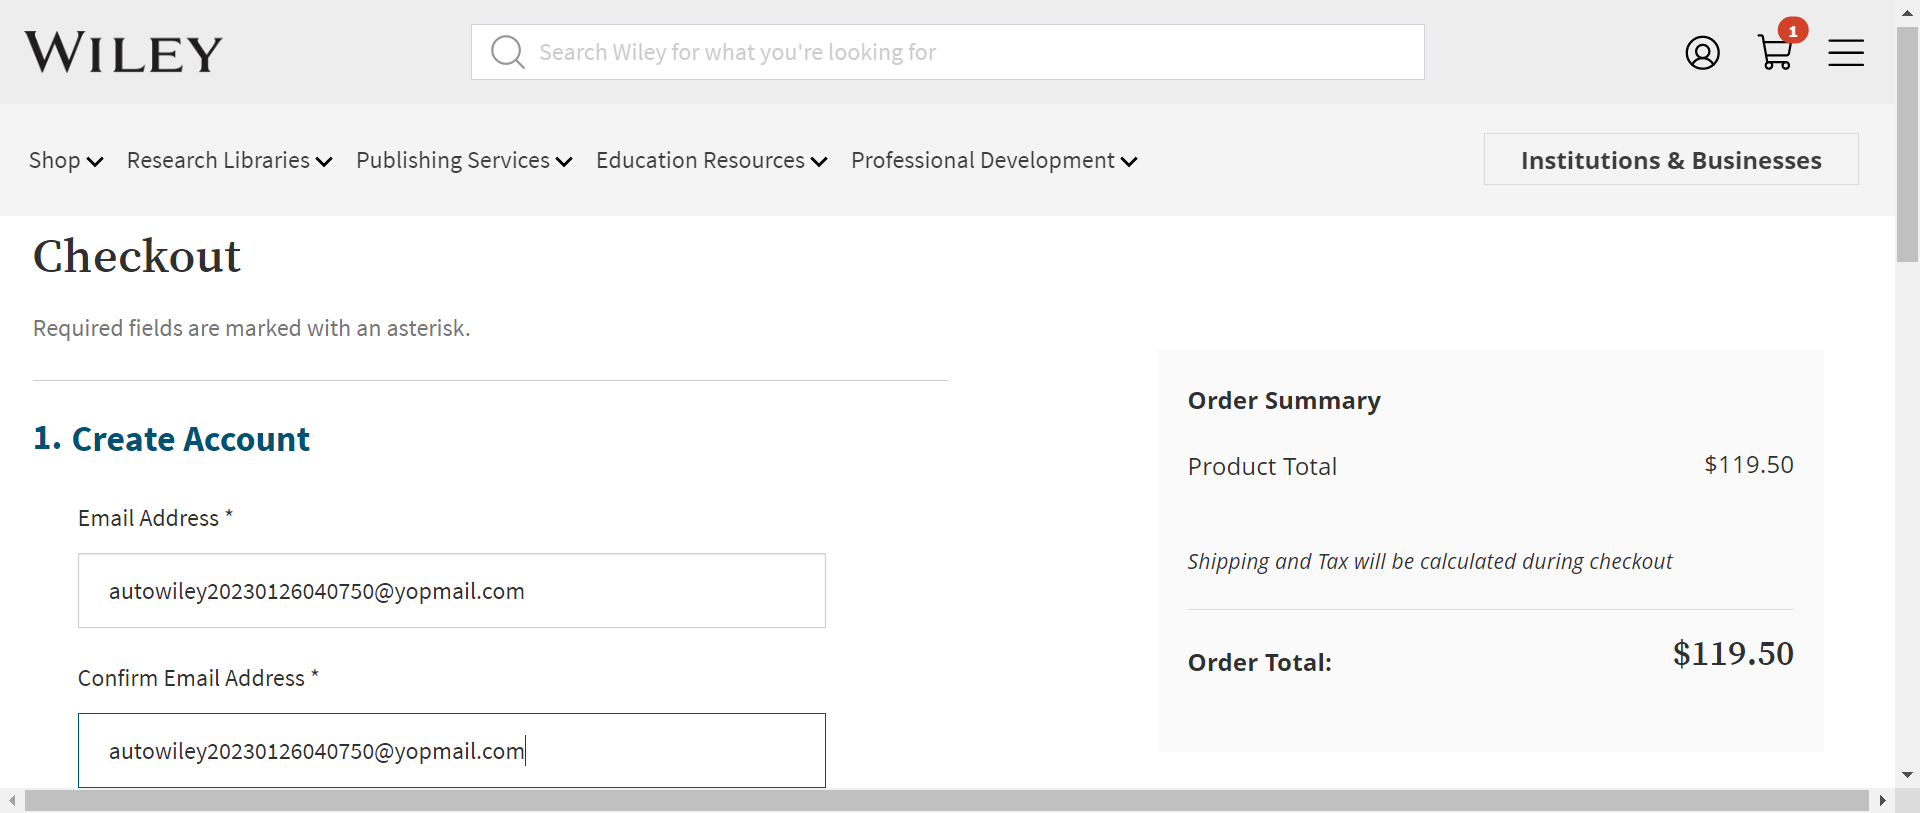 WILEY
Search Wiley for what you're looking for
1
Shop
Research Libraries
Publishing Services
Education Resources
Professional Development
Institutions & Businesses
Checkout
Required fields are marked with an asterisk.
1. Create Account
Email Address *
autowiley20230126040750@yopmail.com
Confirm Email Address *
autowiley20230126040750@yopmail.com
Order Summary
Product Total $119.50
Shipping and Tax will be calculated during checkout
Order Total: $119.50